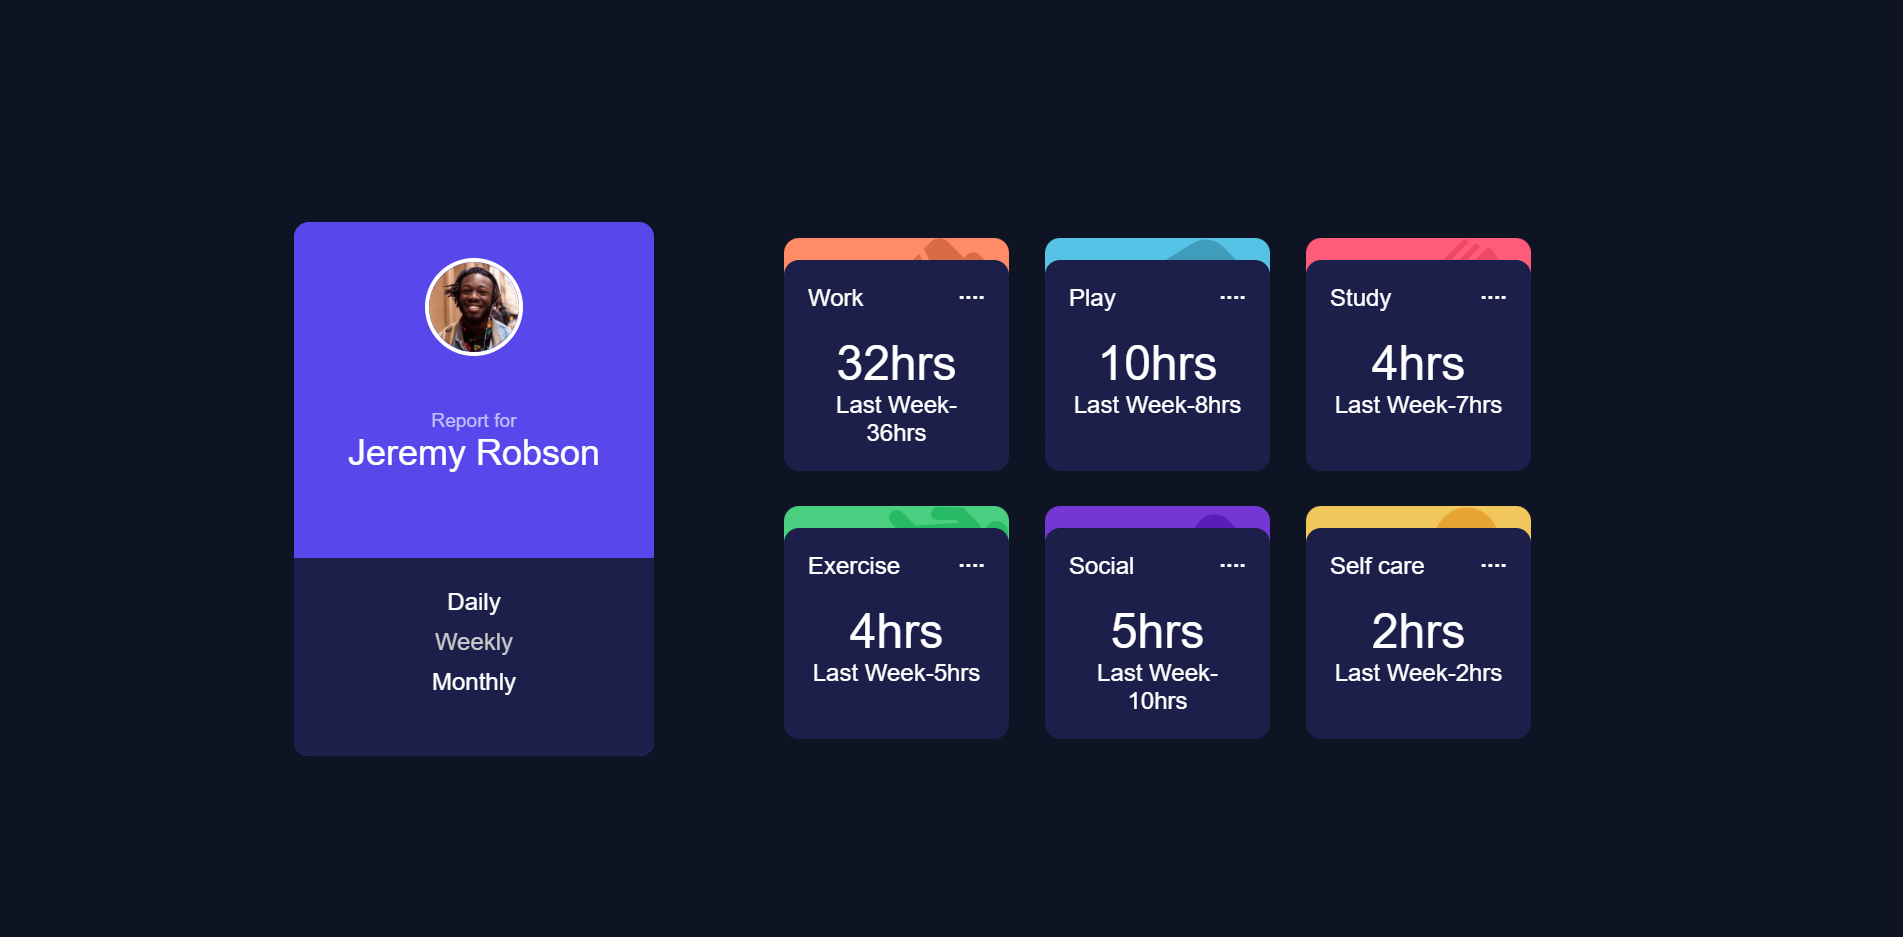 Report for
Jeremy Robson
Daily
Weekly
Monthly
Work ----
32hrs
Last Week-
36hrs
Play ----
10hrs
Last Week-8hrs
Study ----
4hrs
Last Week-7hrs
Exercise ----
4hrs
Last Week-5hrs
Social ----
5hrs
Last Week-
10hrs
Self care ----
2hrs
Last Week-2hrs